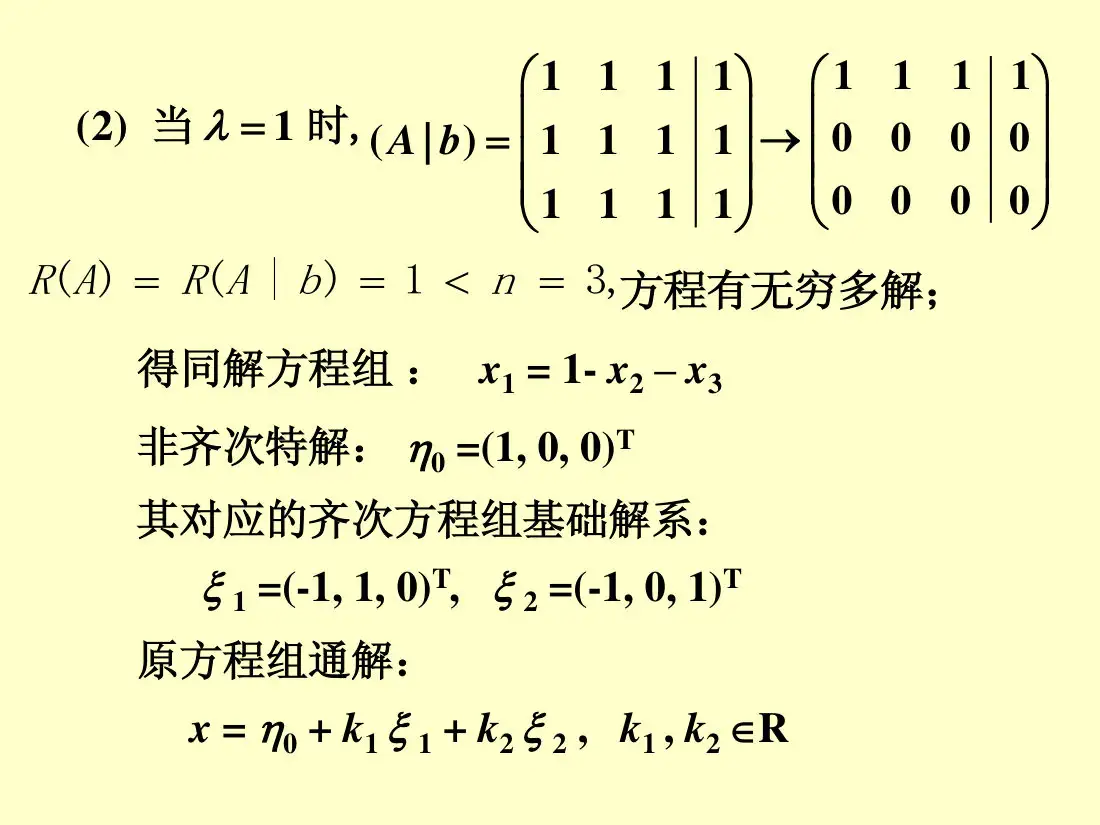 (2) 当 λ = 1 时, (A | b) = ( 1 1 1 | 1 ; 1 1 1 | 1 ; 1 1 1 | 1 ) → ( 1 1 1 | 1 ; 0 0 0 | 0 ; 0 0 0 | 0 )
R(A) = R(A | b) = 1 < n = 3, 方程有无穷多解；
得同解方程组： x₁ = 1- x₂ – x₃
非齐次特解： η₀ =(1, 0, 0)ᵀ
其对应的齐次方程组基础解系：
ξ ₁ =(-1, 1, 0)ᵀ, ξ ₂ =(-1, 0, 1)ᵀ
原方程组通解：
x = η₀ + k₁ ξ ₁ + k₂ ξ ₂ , k₁ , k₂ ∈R